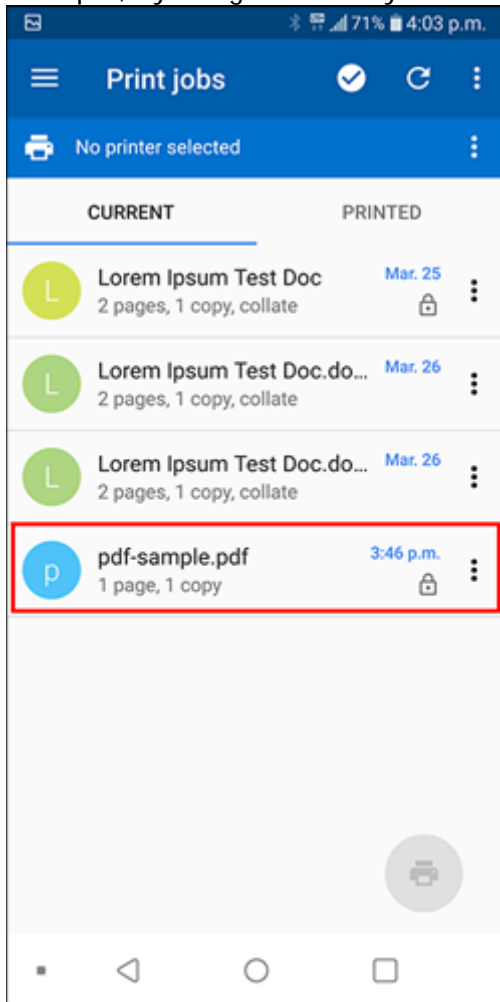 71% 4:03 p.m.
Print jobs
No printer selected
CURRENT PRINTED
L Lorem Ipsum Test Doc Mar. 25
2 pages, 1 copy, collate
L Lorem Ipsum Test Doc.do... Mar. 26
2 pages, 1 copy, collate
L Lorem Ipsum Test Doc.do... Mar. 26
2 pages, 1 copy, collate
p pdf-sample.pdf 3:46 p.m.
1 page, 1 copy